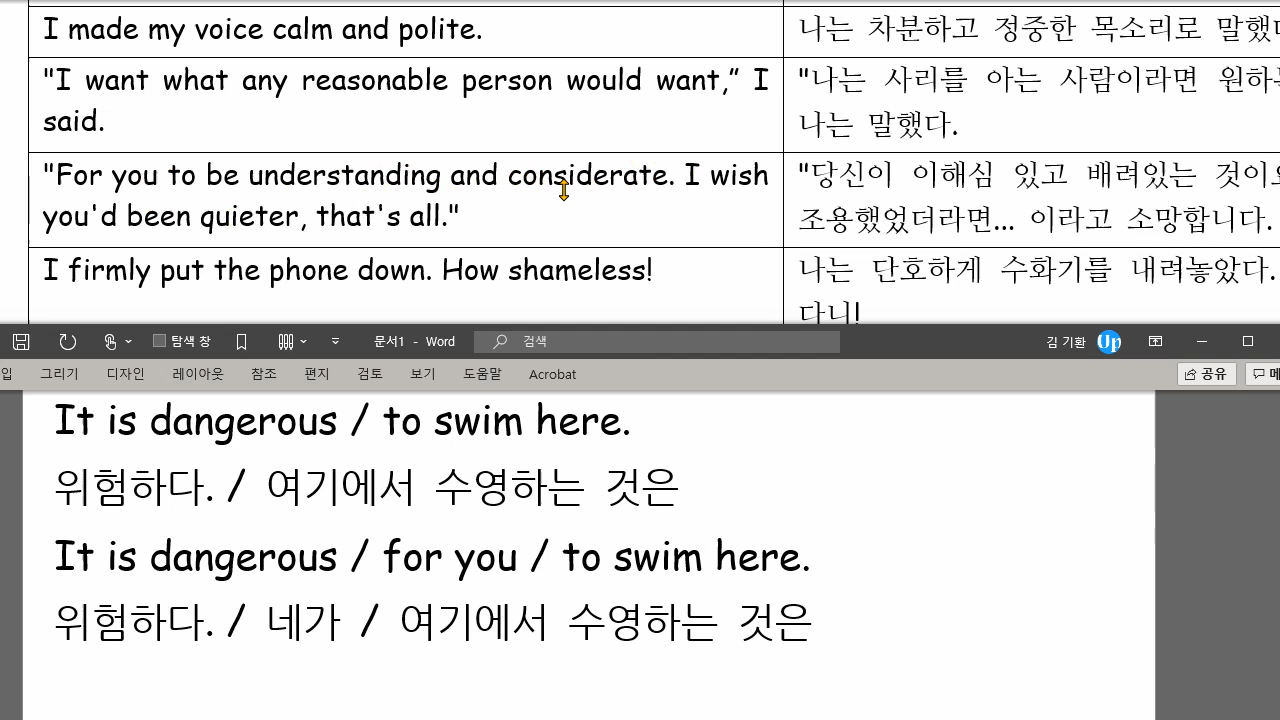 I made my voice calm and polite.
나는 차분하고 정중한 목소리로
"I want what any reasonable person would want,” I
said.
"나는 사리를 아는 사람이라면
나는 말했다.
"For you to be understanding and considerate. I wish
you'd been quieter, that's all."
"당신이 이해심 있고 배려있는
조용했었더라면... 이라고 소망합니다.
I firmly put the phone down. How shameless!
나는 단호하게 수화기를 내려놓았다.
다니!
탐색 창
문서1 - Word
검색
김 기환
Up
그리기 디자인 레이아웃 참조 편지 검토 보기 도움말 Acrobat
공유
It is dangerous / to swim here.
위험하다. / 여기에서 수영하는 것은
It is dangerous / for you / to swim here.
위험하다. / 네가 / 여기에서 수영하는 것은